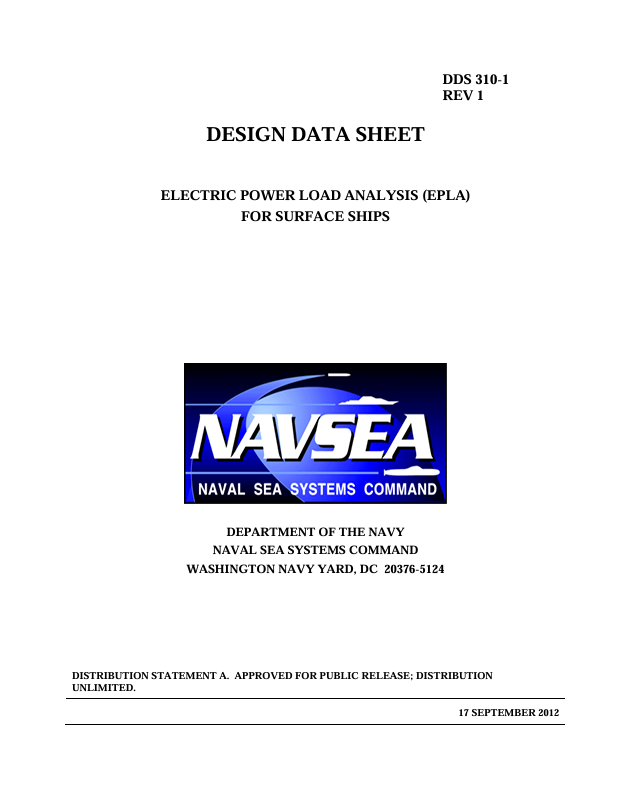 DDS 310-1
REV 1
DESIGN DATA SHEET
ELECTRIC POWER LOAD ANALYSIS (EPLA)
FOR SURFACE SHIPS
NAVSEA
NAVAL SEA SYSTEMS COMMAND
DEPARTMENT OF THE NAVY
NAVAL SEA SYSTEMS COMMAND
WASHINGTON NAVY YARD, DC 20376-5124
DISTRIBUTION STATEMENT A. APPROVED FOR PUBLIC RELEASE; DISTRIBUTION
UNLIMITED.
17 SEPTEMBER 2012